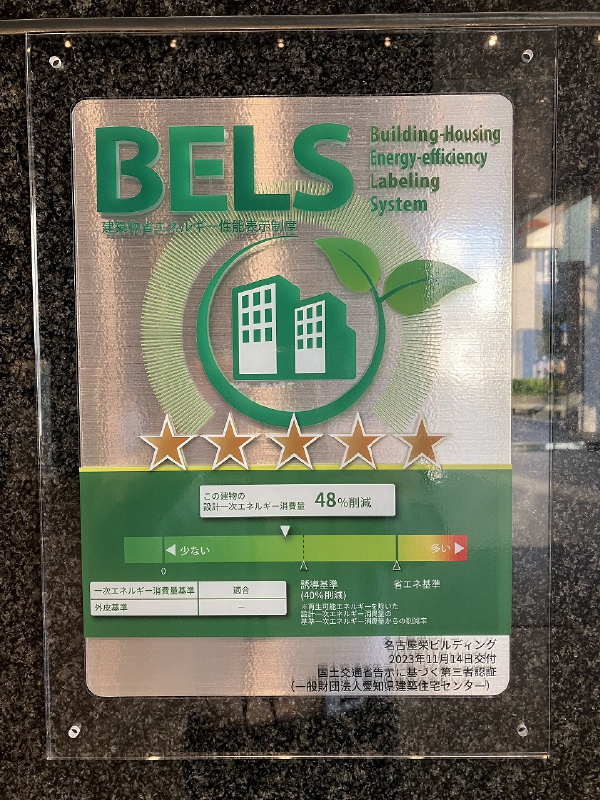 BELS
Building-Housing
Energy-efficiency
Labeling
System
建築物省エネルギー性能表示制度
この建物の
設計一次エネルギー消費量 48%削減
少ない
多い
0
誘導基準
(40%削減)
省エネ基準
※再生可能エネルギーを除いた
設計一次エネルギー消費量の
基準一次エネルギー消費量からの削減率
一次エネルギー消費量基準 適合
外皮基準 ―
名古屋栄ビルディング
2023年11月14日交付
国土交通省告示に基づく第三者認証
(一般財団法人愛知県建築住宅センター)